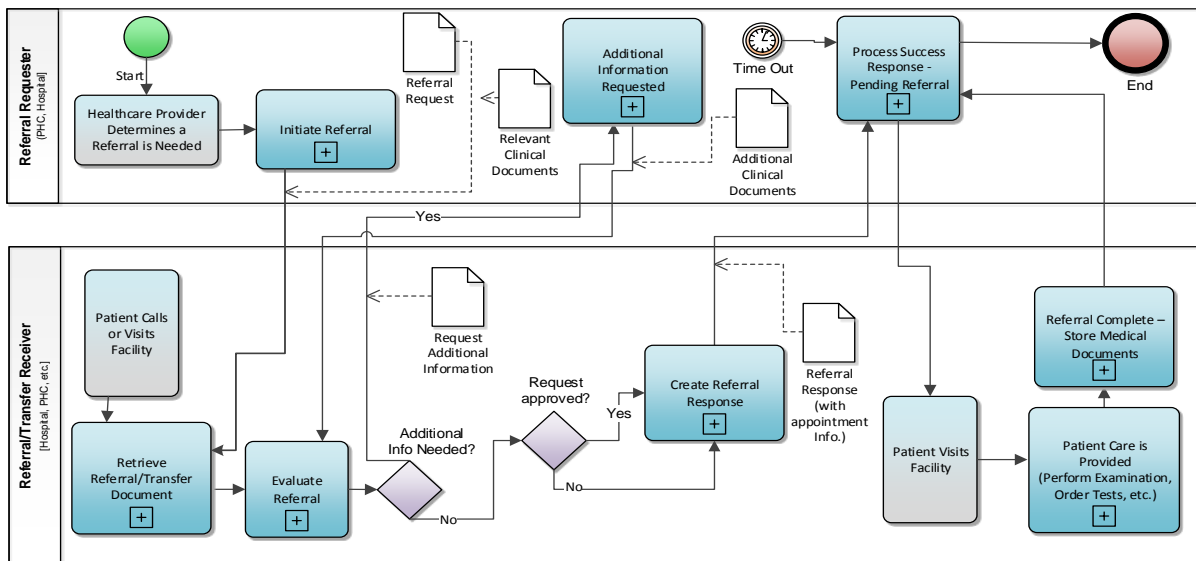 Referral Requester
(PHC, Hospital]
Start
Healthcare Provider
Determines a
Referral is Needed
Initiate Referral
Referral
Request
Relevant
Clinical
Documents
Additional
Information
Requested
Additional
Clinical
Documents
Time Out
Process Success
Response -
Pending Referral
End
Yes
Referral/Transfer Receiver
[Hospital, PHC, etc.]
Patient Calls
or Visits
Facility
Retrieve
Referral/Transfer
Document
Evaluate
Referral
Request
Additional
Information
Additional
Info Needed?
No
Request
approved?
Yes
No
Create Referral
Response
Referral
Response
(with
appointment
Info.)
Patient Visits
Facility
Referral Complete –
Store Medical
Documents
Patient Care is
Provided
(Perform Examination,
Order Tests, etc.)